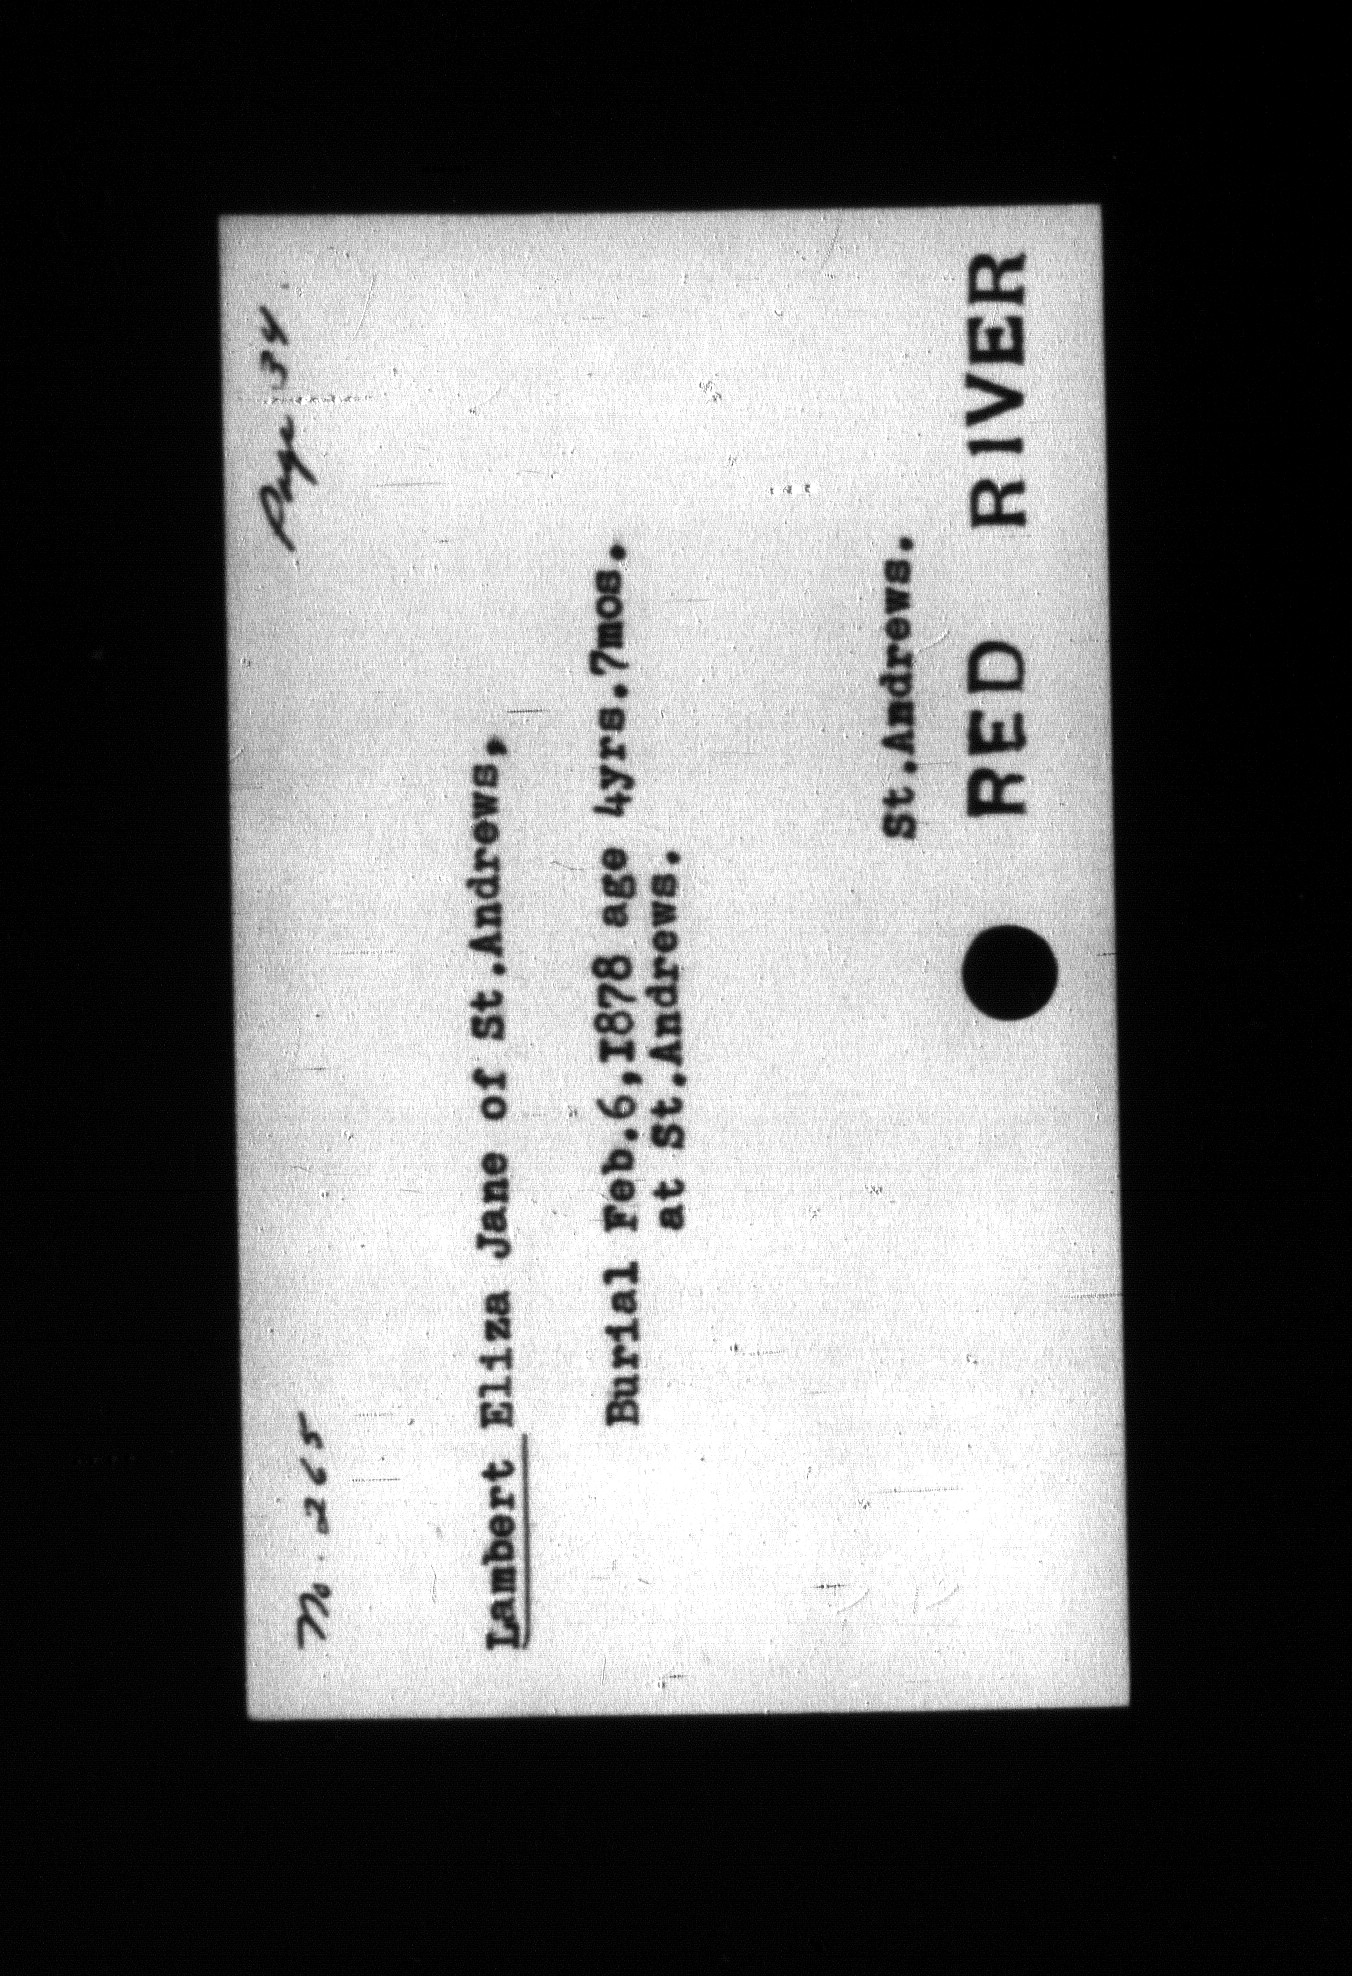 No. 265
Page 34.
Lambert Eliza Jane of St.Andrews,
Burial Feb.6,1878 age 4yrs.7mos.
at St.Andrews.
St.Andrews.
RED RIVER